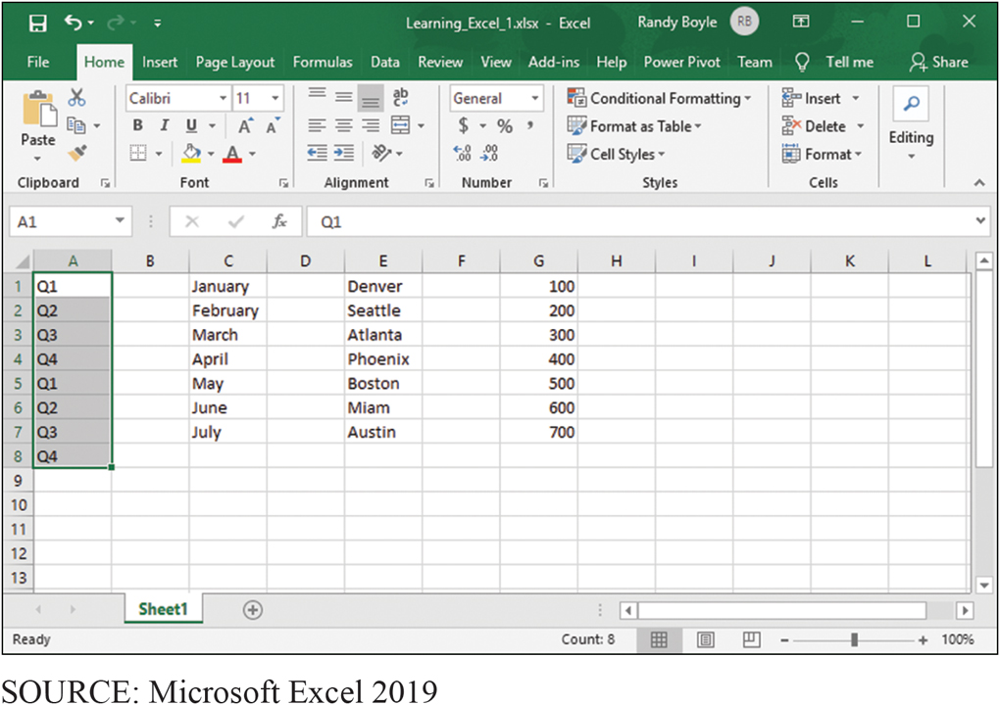 Learning_Excel_1.xlsx - Excel Randy Boyle RB
File Home Insert Page Layout Formulas Data Review View Add-ins Help Power Pivot Team Tell me Share
Calibri 11 ab c General Conditional Formatting Insert
Paste B I U A A $ % , Format as Table Delete Editing
A .00 .0 Cell Styles Format
Clipboard Font Alignment Number Styles Cells
A1 fx Q1
A B C D E F G H I J K L
1 Q1 January Denver 100
2 Q2 February Seattle 200
3 Q3 March Atlanta 300
4 Q4 April Phoenix 400
5 Q1 May Boston 500
6 Q2 June Miam 600
7 Q3 July Austin 700
8 Q4
9
10
11
12
13
Sheet1
Ready Count: 8 100%
SOURCE: Microsoft Excel 2019